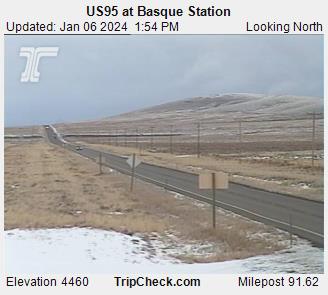 US95 at Basque Station
Updated: Jan 06 2024 1:54 PM Looking North
Elevation 4460 TripCheck.com Milepost 91.62